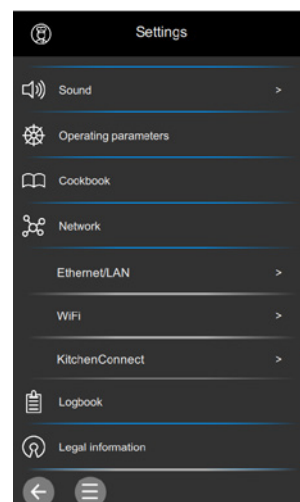 Settings
Sound >
Operating parameters
Cookbook
Network
Ethernet/LAN >
WiFi >
KitchenConnect >
Logbook
Legal information